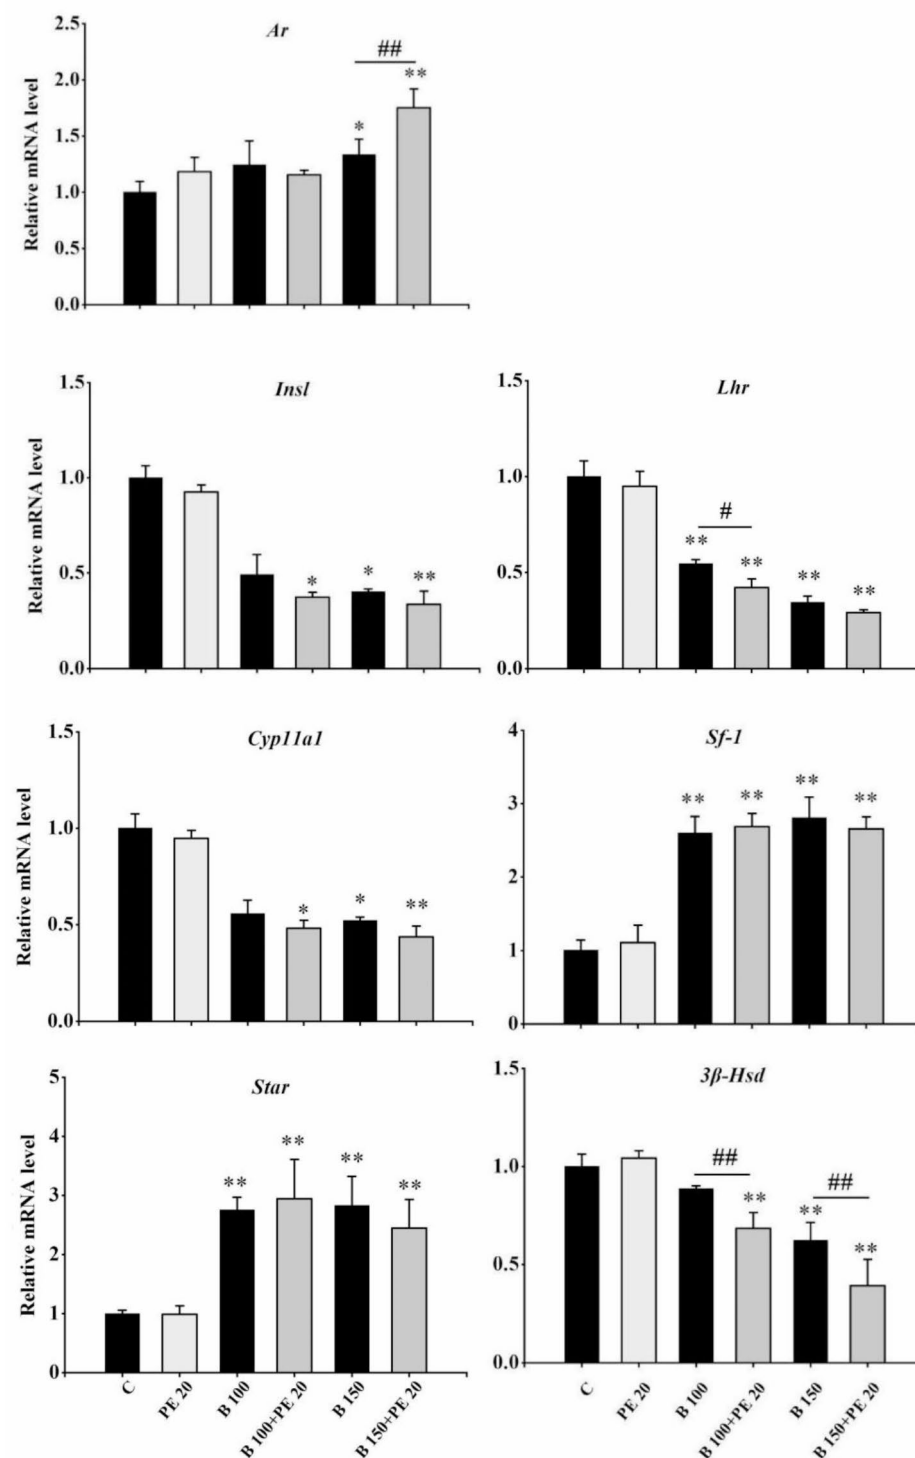 Ar
Relative mRNA level
2.5
2.0
1.5
1.0
0.5
0.0
*
##
**
Insl
Relative mRNA level
1.5
1.0
0.5
0.0
*
*
**
Lhr
1.5
1.0
0.5
0.0
**
#
**
**
**
Cyp11a1
Relative mRNA level
1.5
1.0
0.5
0.0
*
*
**
Sf-1
4
3
2
1
0
**
**
**
**
Star
Relative mRNA level
5
4
3
2
1
0
**
**
**
**
C
PE 20
B 100
B 100+PE 20
B 150
B 150+PE 20
3β-Hsd
1.5
1.0
0.5
0.0
##
**
**
##
**
C
PE 20
B 100
B 100+PE 20
B 150
B 150+PE 20